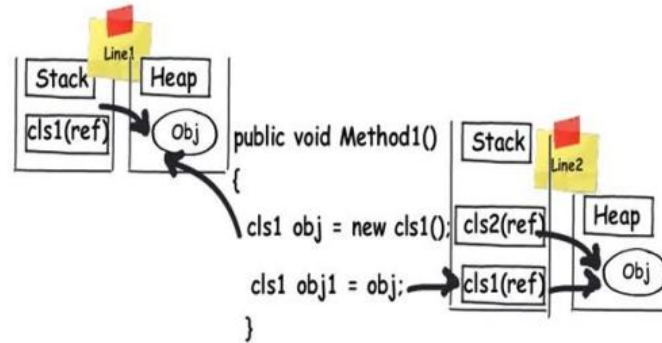 Line1
Stack
Heap
cls1(ref)
Obj
public void Method1()
{
cls1 obj = new cls1();
cls1 obj1 = obj;
}
Stack
Line2
cls2(ref)
Heap
cls1(ref)
Obj